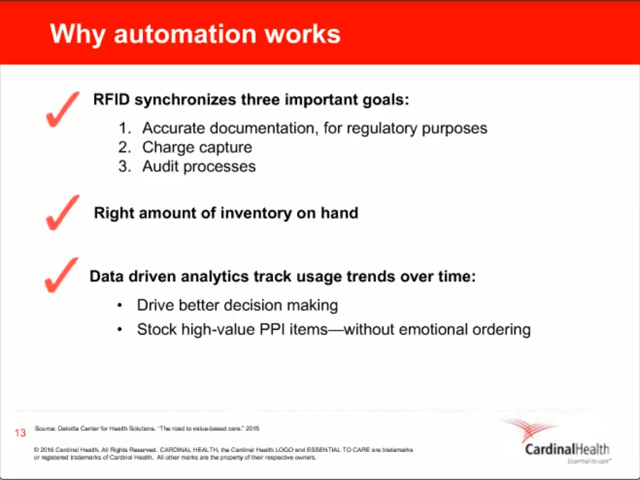 Why automation works
RFID synchronizes three important goals:
1. Accurate documentation, for regulatory purposes
2. Charge capture
3. Audit processes
Right amount of inventory on hand
Data driven analytics track usage trends over time:
• Drive better decision making
• Stock high-value PPI items—without emotional ordering
13
Source: Deloitte Center for Health Solutions. "The road to value-based care." 2015
© 2016 Cardinal Health. All Rights Reserved. CARDINAL HEALTH, the Cardinal Health LOGO and ESSENTIAL TO CARE are trademarks
or registered trademarks of Cardinal Health. All other marks are the property of their respective owners.
CardinalHealth
Essential to care™